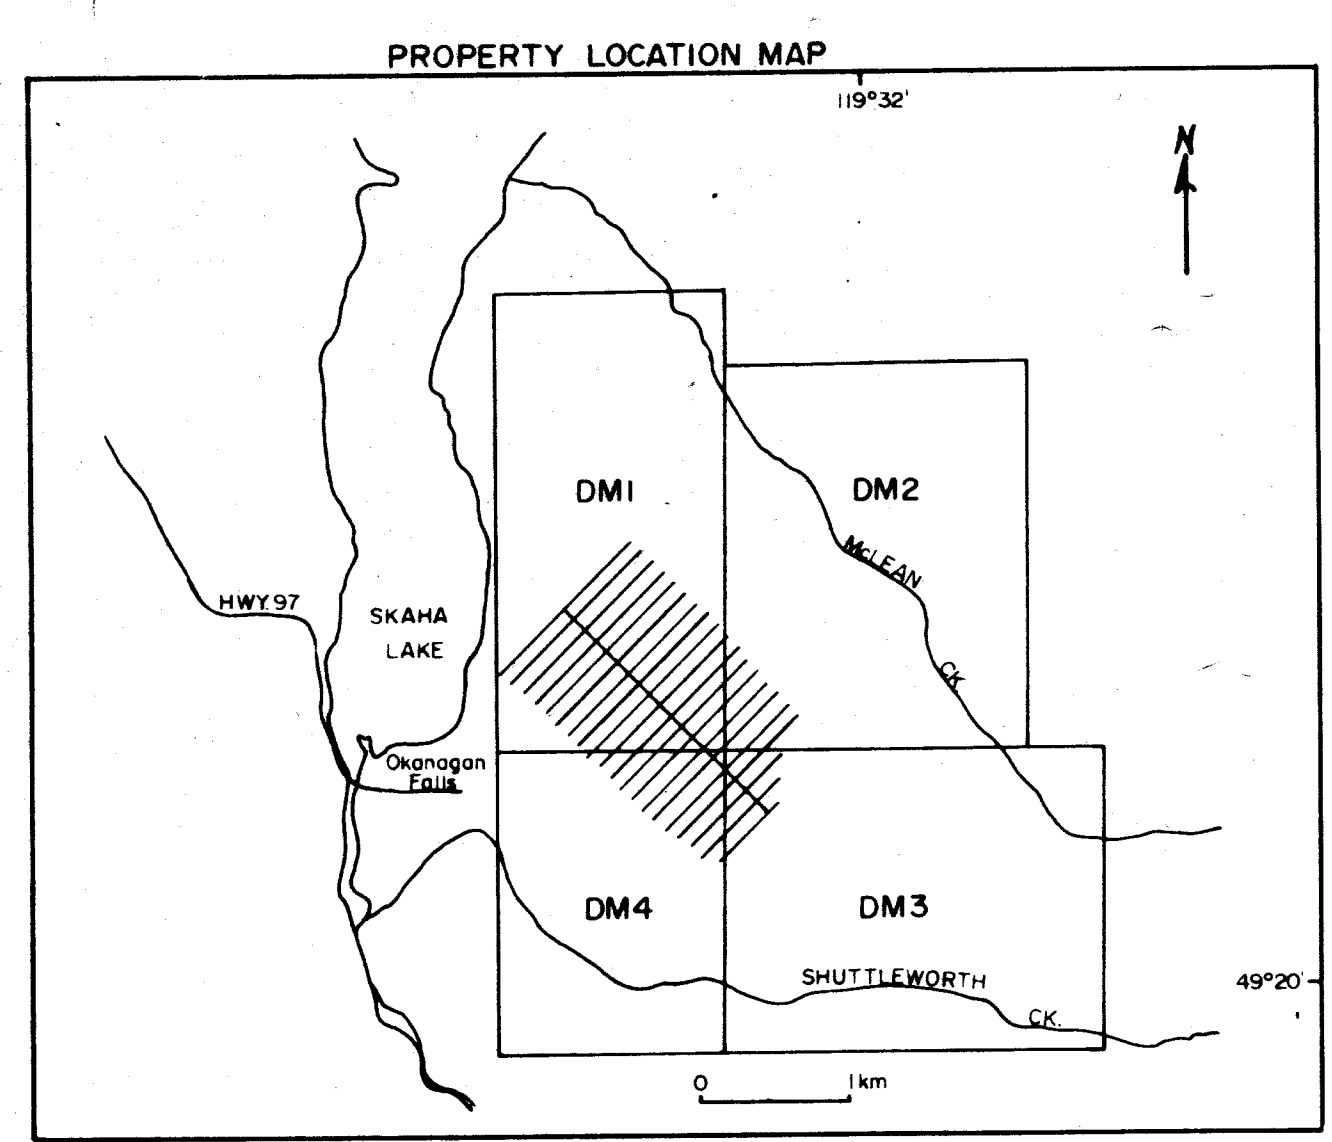 PROPERTY LOCATION MAP
119°32'
N
DM1
DM2
McLEAN
CK.
HWY. 97
SKAHA
LAKE
Okanagan
Falls
DM4
DM3
SHUTTLEWORTH
CK.
49°20'
0 1km